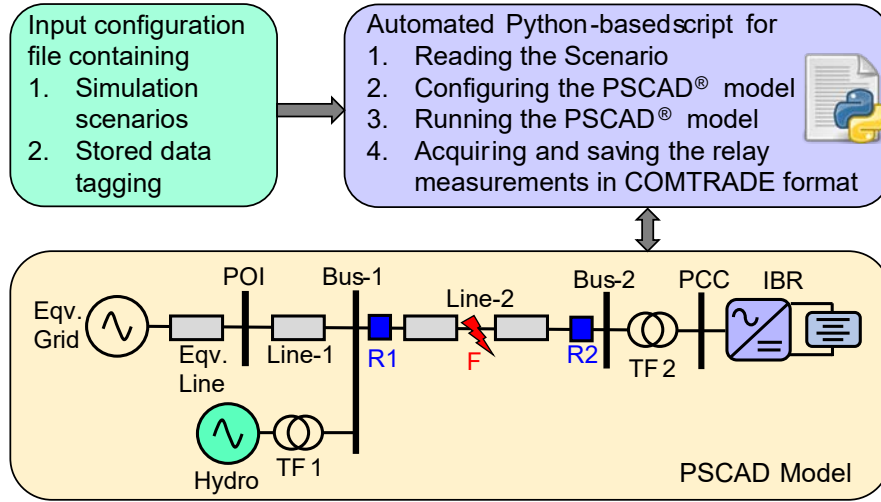 Input configuration
file containing
1. Simulation
scenarios
2. Stored data
tagging
Automated Python-basedscript for
1. Reading the Scenario
2. Configuring the PSCAD® model
3. Running the PSCAD® model
4. Acquiring and saving the relay
measurements in COMTRADE format
POI
Bus-1
Line-2
Bus-2
PCC
IBR
Eqv.
Grid
Eqv.
Line
Line-1
R1
F
R2
TF 2
Hydro
TF 1
PSCAD Model